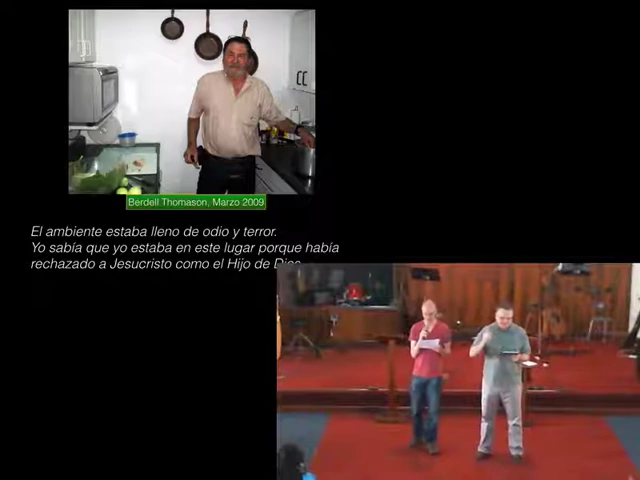 Berdell Thomason, Marzo 2009
El ambiente estaba lleno de odio y terror.
Yo sabía que yo estaba en este lugar porque había
rechazado a Jesucristo como el Hijo de Dios.